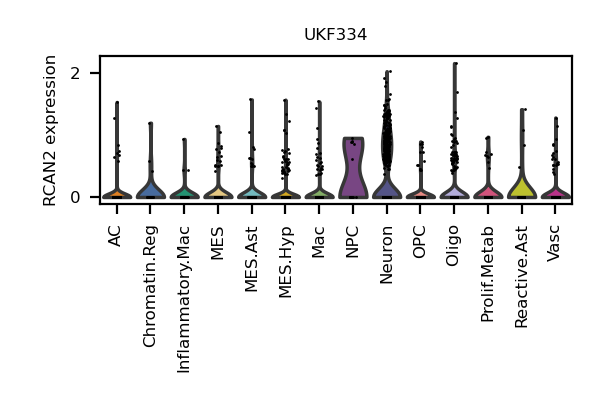 UKF334
RCAN2 expression
2
0
AC
Chromatin.Reg
Inflammatory.Mac
MES
MES.Ast
MES.Hyp
Mac
NPC
Neuron
OPC
Oligo
Prolif.Metab
Reactive.Ast
Vasc